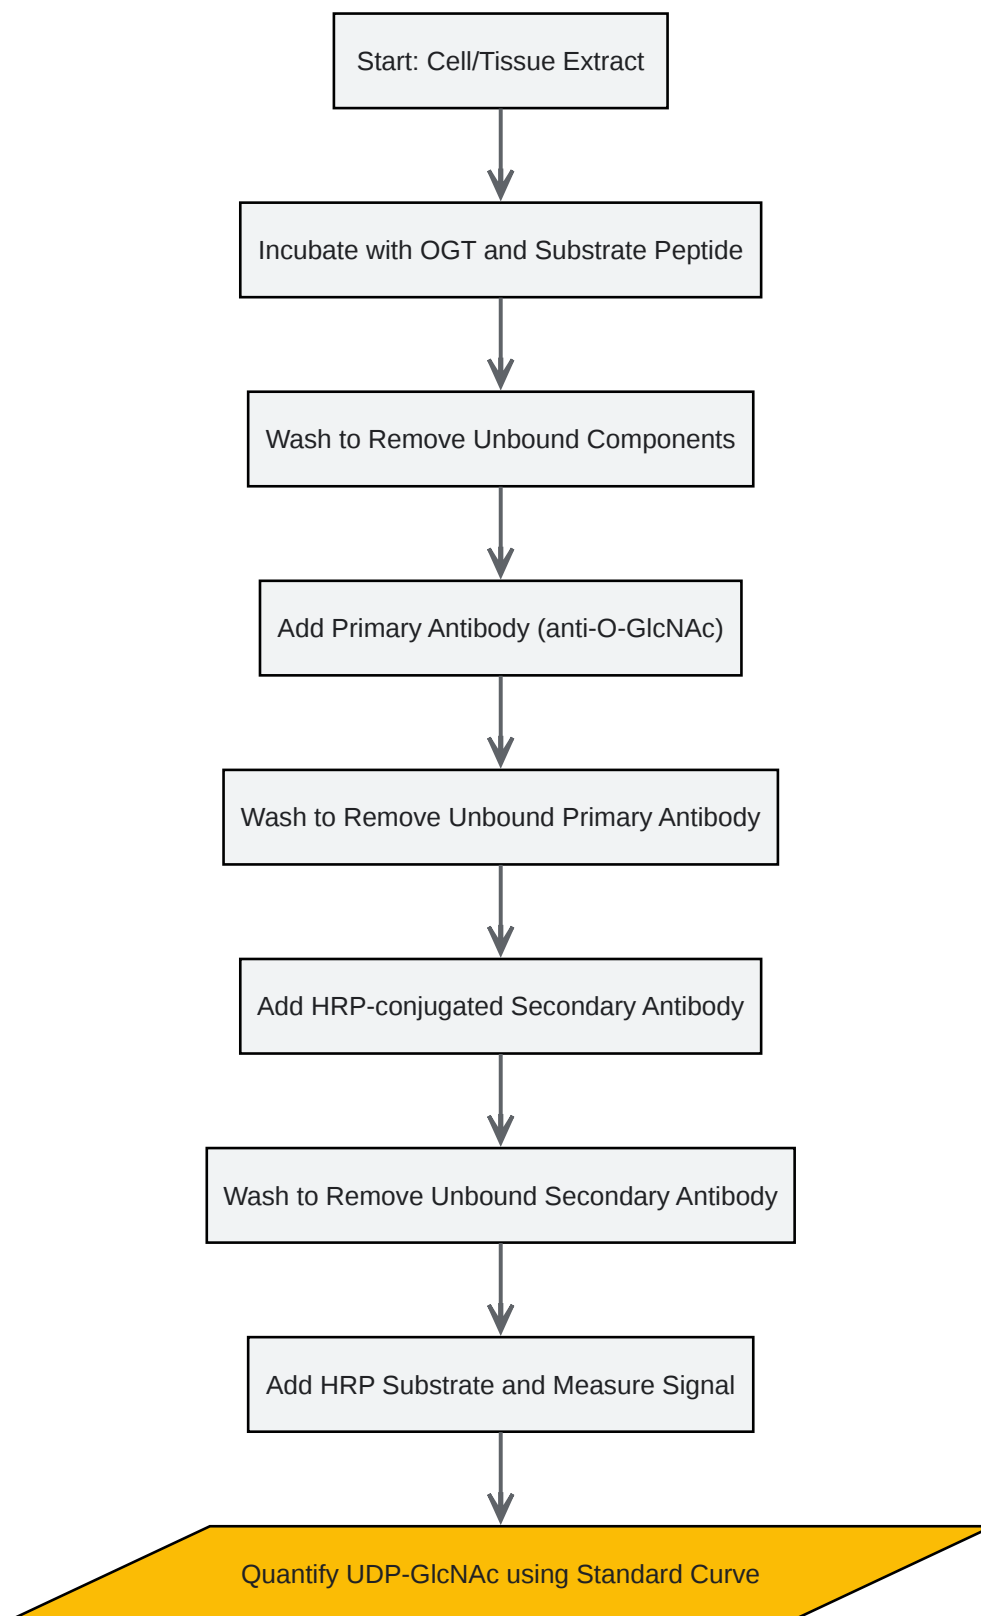 Start: Cell/Tissue Extract
Incubate with OGT and Substrate Peptide
Wash to Remove Unbound Components
Add Primary Antibody (anti-O-GlcNAc)
Wash to Remove Unbound Primary Antibody
Add HRP-conjugated Secondary Antibody
Wash to Remove Unbound Secondary Antibody
Add HRP Substrate and Measure Signal
Quantify UDP-GlcNAc using Standard Curve